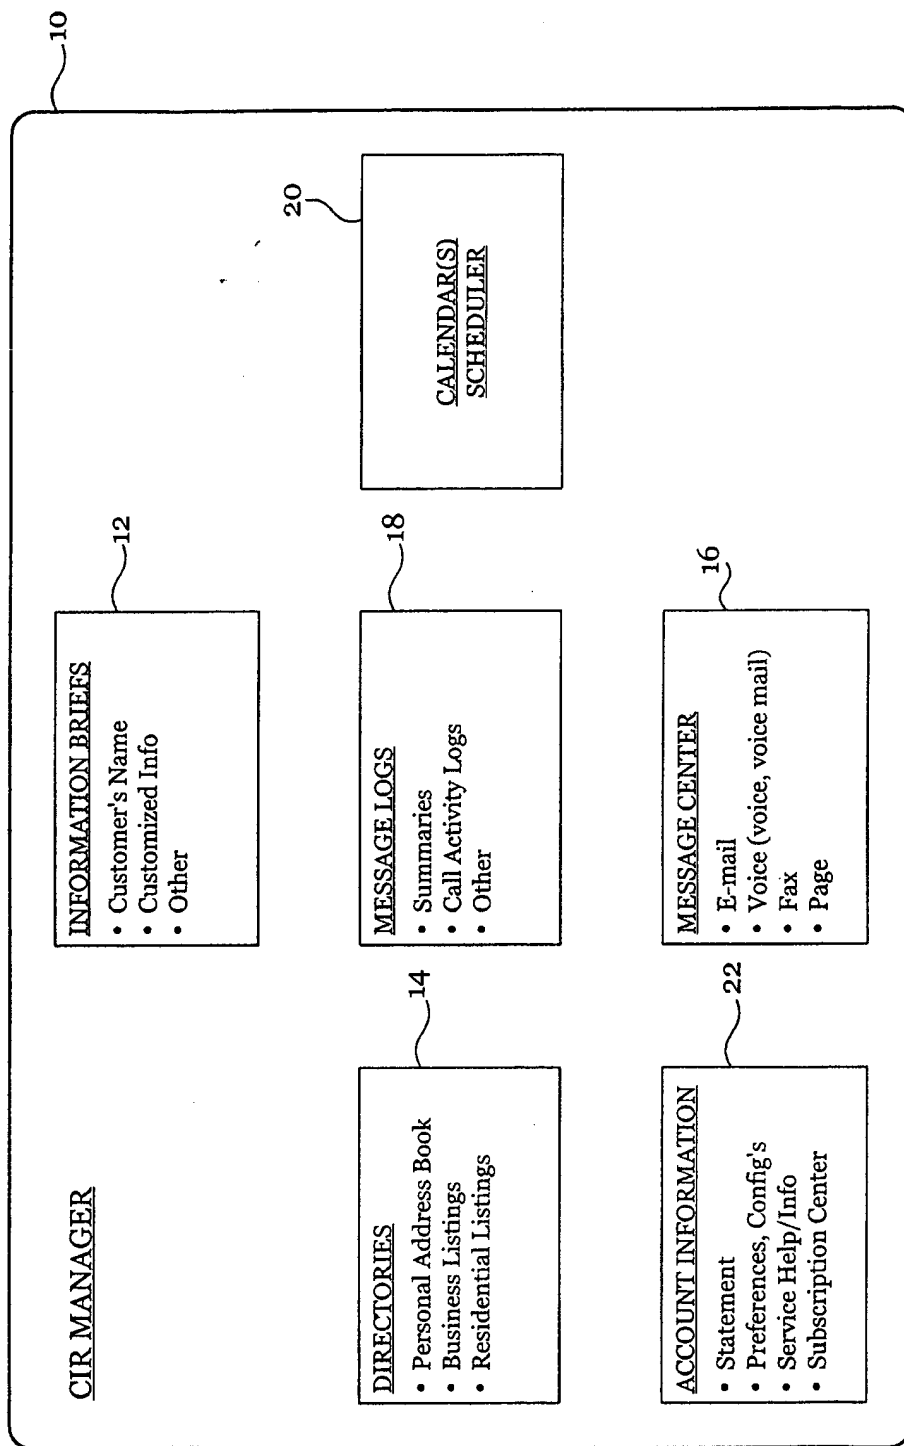 CIR MANAGER
10
INFORMATION BRIEFS
• Customer's Name
• Customized Info
• Other
12
DIRECTORIES
• Personal Address Book
• Business Listings
• Residential Listings
14
MESSAGE LOGS
• Summaries
• Call Activity Logs
• Other
18
CALENDAR(S)
SCHEDULER
20
ACCOUNT INFORMATION
• Statement
• Preferences, Config's
• Service Help/Info
• Subscription Center
22
MESSAGE CENTER
• E-mail
• Voice (voice, voice mail)
• Fax
• Page
16